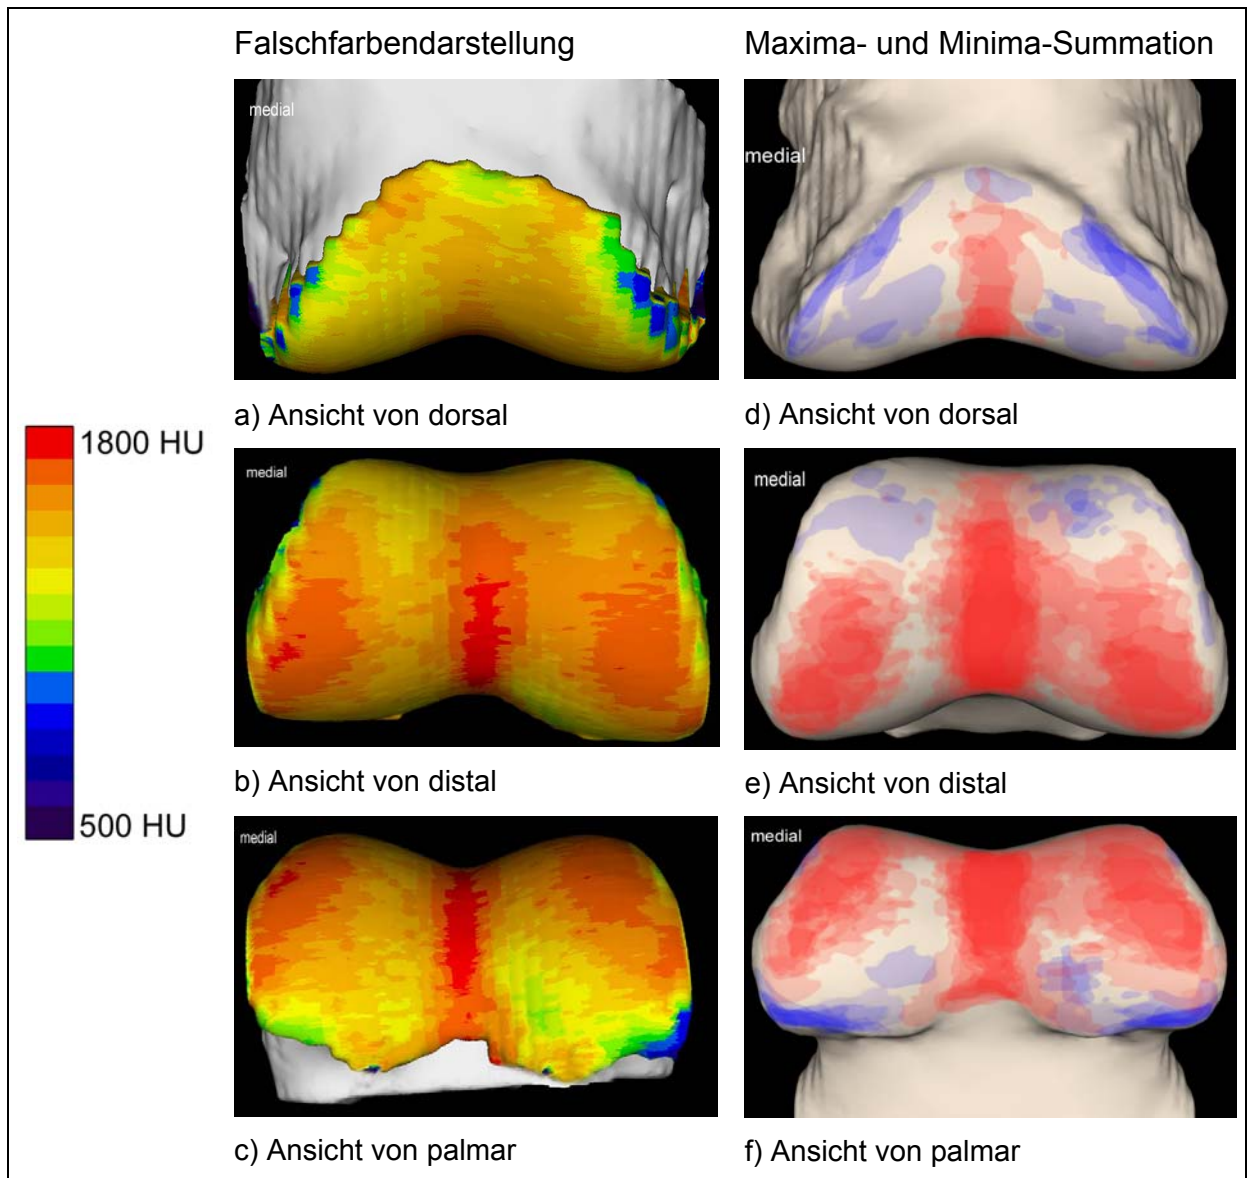 Falschfarbendarstellung
Maxima- und Minima-Summation
medial
medial
a) Ansicht von dorsal
d) Ansicht von dorsal
1800 HU
500 HU
medial
medial
b) Ansicht von distal
e) Ansicht von distal
medial
medial
c) Ansicht von palmar
f) Ansicht von palmar